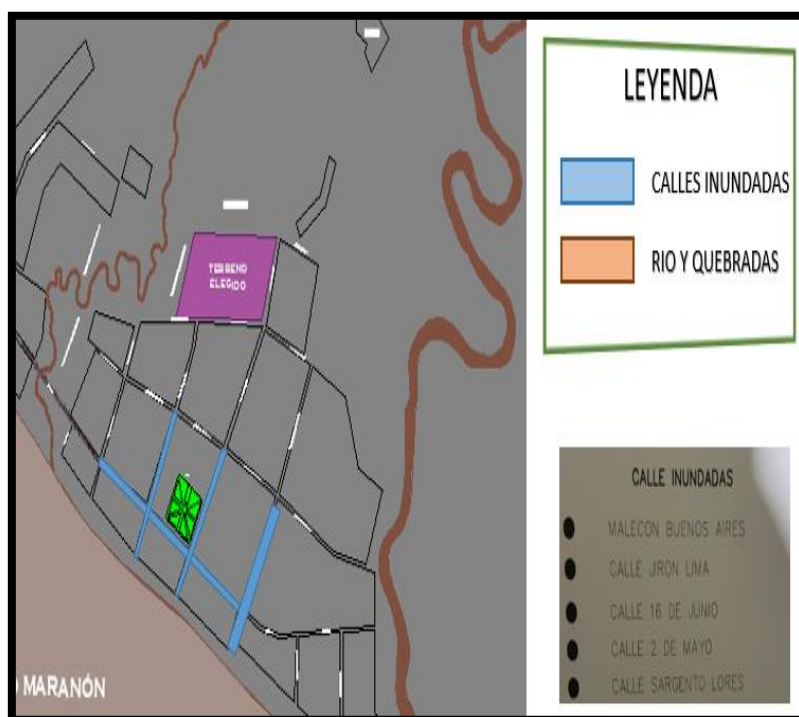 TERRENO
ELEGIDO
MARANÓN
LEYENDA
CALLES INUNDADAS
RIO Y QUEBRADAS
CALLE INUNDADAS
MALECON BUENOS AIRES
CALLE JIRON LIMA
CALLE 16 DE JUNIO
CALLE 2 DE MAYO
CALLE SARGENTO LORES